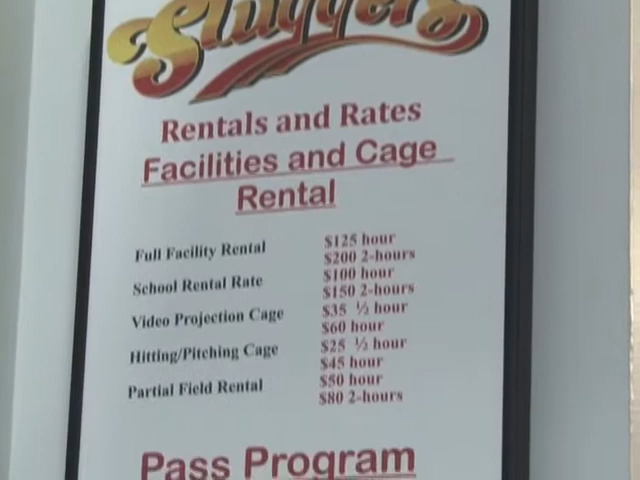 Sluggers
Rentals and Rates
Facilities and Cage
Rental
Full Facility Rental $125 hour
$200 2-hours
School Rental Rate $100 hour
$150 2-hours
Video Projection Cage $35 ½ hour
$60 hour
Hitting/Pitching Cage $25 ½ hour
$45 hour
Partial Field Rental $50 hour
$80 2-hours
Pass Program